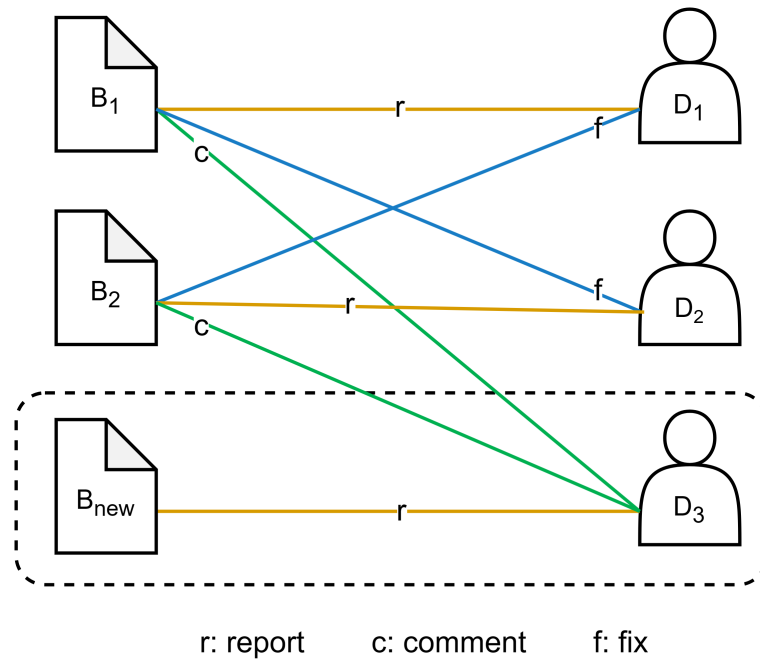 B1 r D1
f
c
B2 r f D2
c
Bnew r D3
r: report c: comment f: fix